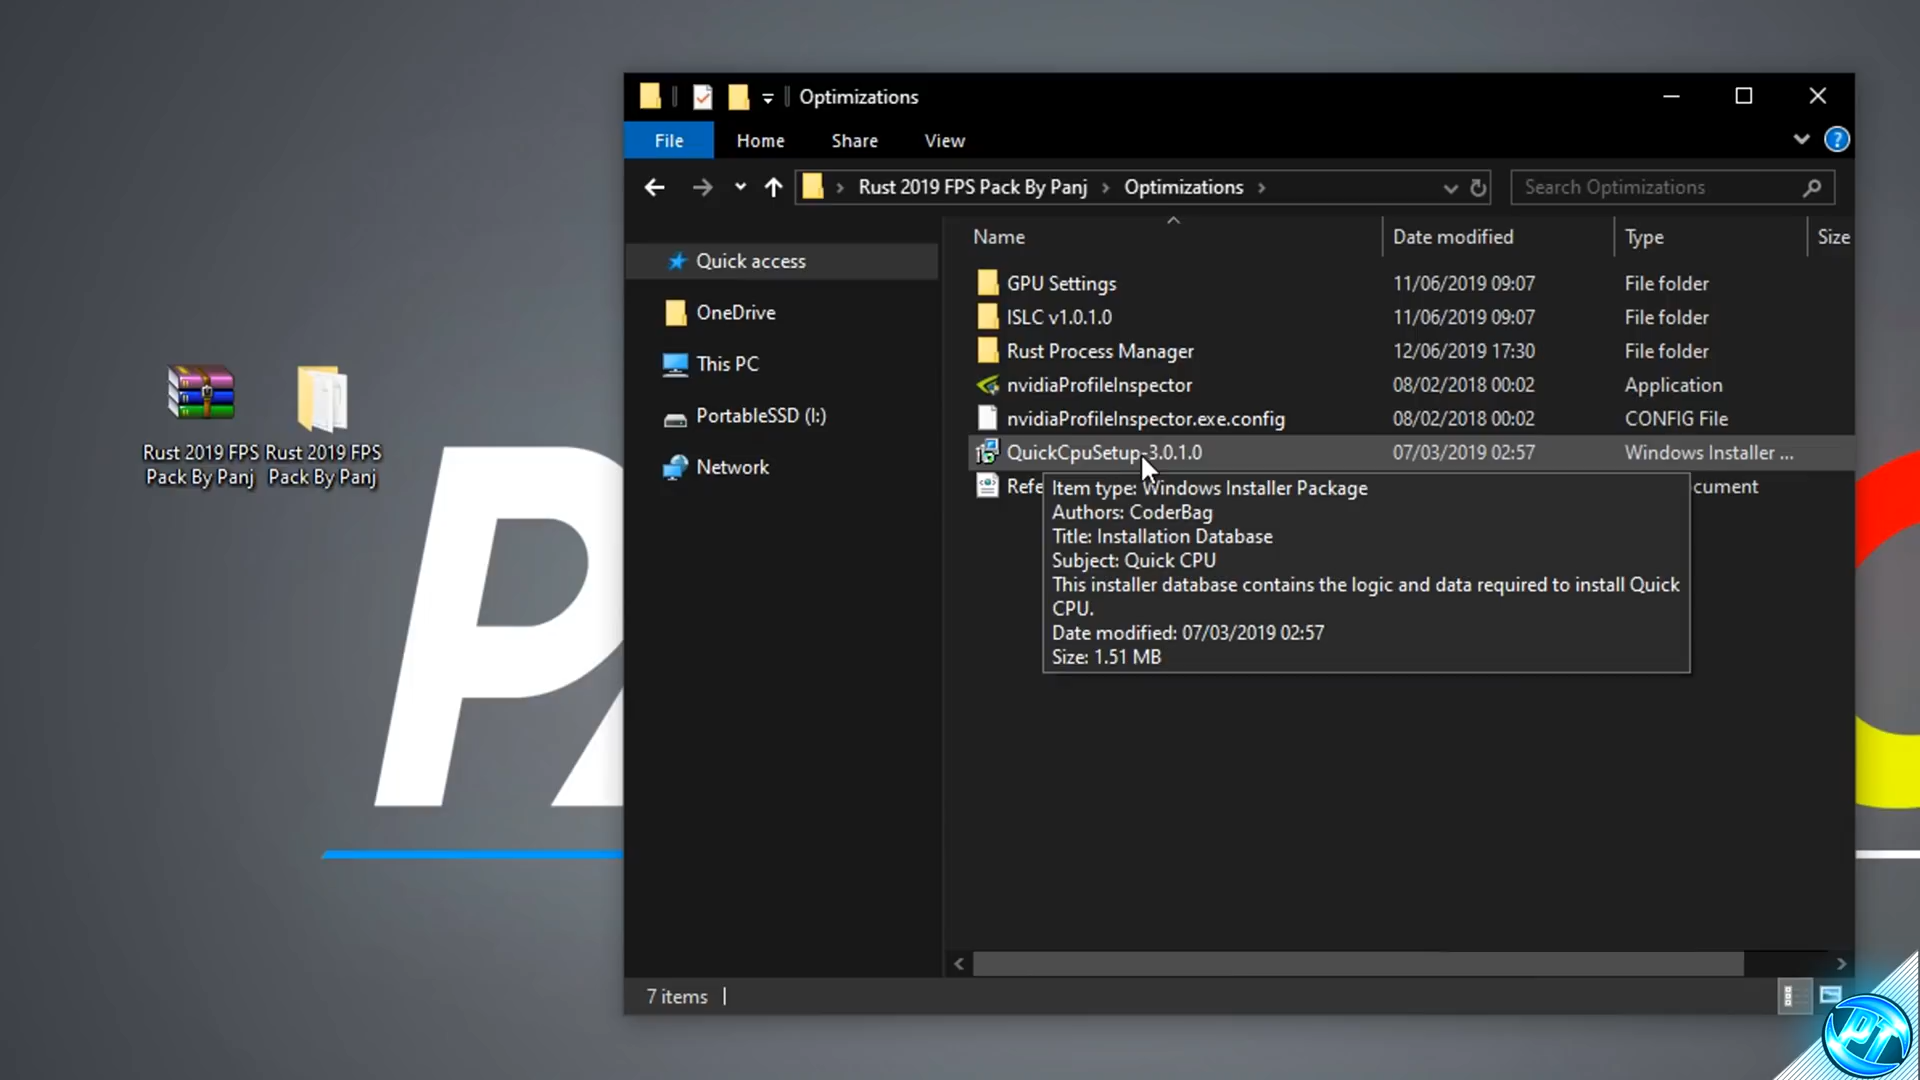 Optimizations
File Home Share View
Rust 2019 FPS Pack By Panj Optimizations Search Optimizations
Name Date modified Type Size
Quick access
OneDrive
This PC
PortableSSD (I:)
Network
GPU Settings 11/06/2019 09:07 File folder
ISLC v1.0.1.0 11/06/2019 09:07 File folder
Rust Process Manager 12/06/2019 17:30 File folder
nvidiaProfileInspector 08/02/2018 00:02 Application
nvidiaProfileInspector.exe.config 08/02/2018 00:02 CONFIG File
QuickCpuSetup-3.0.1.0 07/03/2019 02:57 Windows Installer ...
Refe cument
Item type: Windows Installer Package
Authors: CoderBag
Title: Installation Database
Subject: Quick CPU
This installer database contains the logic and data required to install Quick
CPU.
Date modified: 07/03/2019 02:57
Size: 1.51 MB
7 items
Rust 2019 FPS
Pack By Panj
Rust 2019 FPS
Pack By Panj
PT